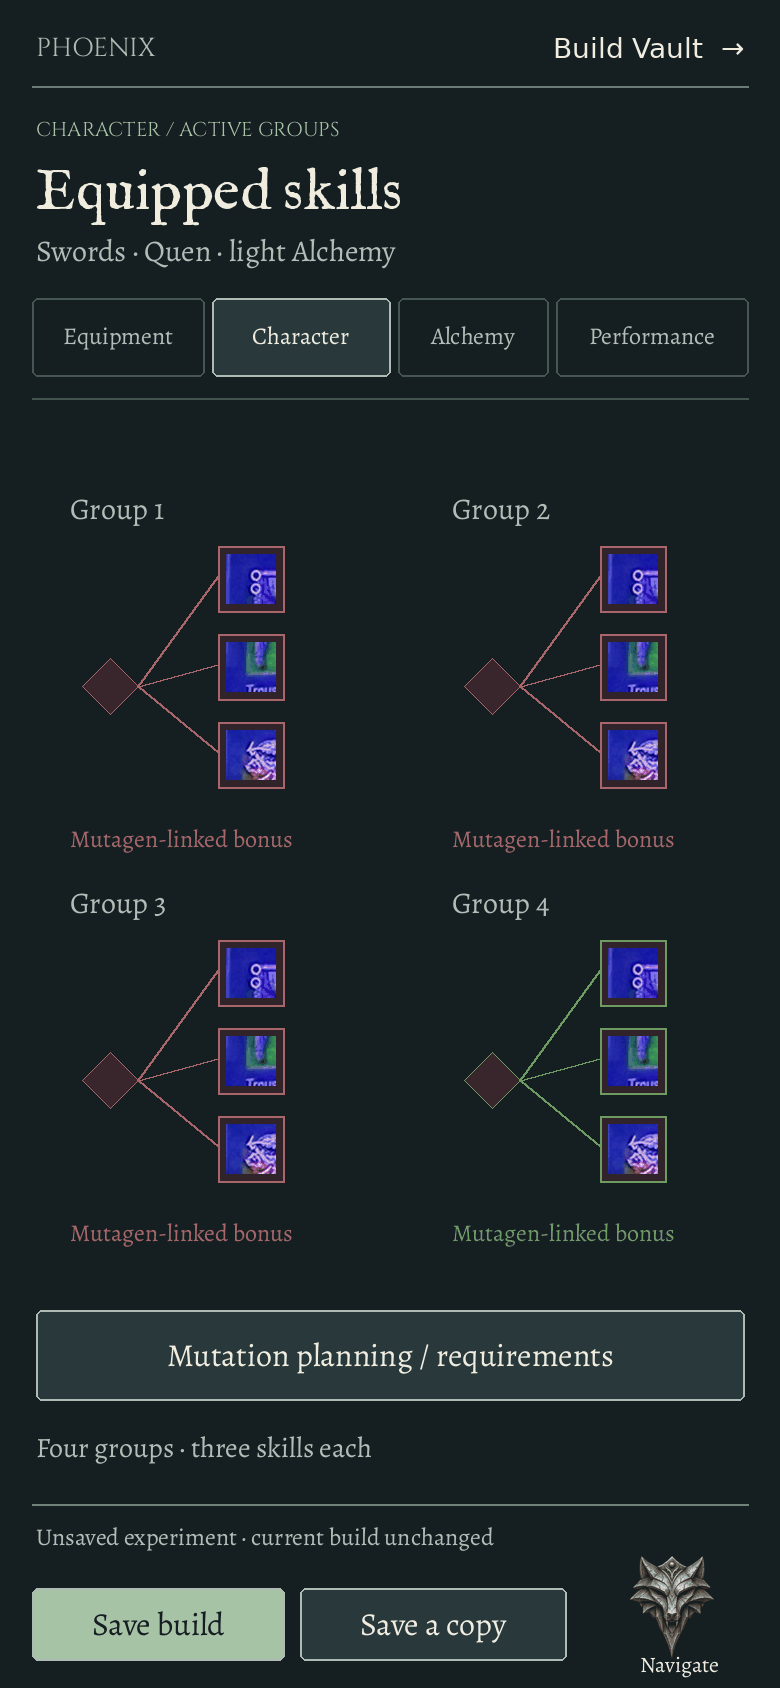 PHOENIX
Build Vault →
CHARACTER / ACTIVE GROUPS
Equipped skills
Swords · Quen · light Alchemy
Equipment
Character
Alchemy
Performance
Group 1
Group 2
Mutagen-linked bonus
Mutagen-linked bonus
Group 3
Group 4
Mutagen-linked bonus
Mutagen-linked bonus
Mutation planning / requirements
Four groups · three skills each
Unsaved experiment · current build unchanged
Save build
Save a copy
Navigate